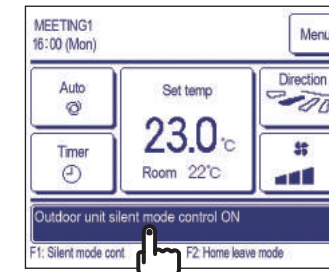 MEETING1
16:00 (Mon)
Menu
Auto
Set temp
Direction
23.0 °C
Timer
Room 22°C
Outdoor unit silent mode control ON
F1: Silent mode cont
F2: Home leave mode